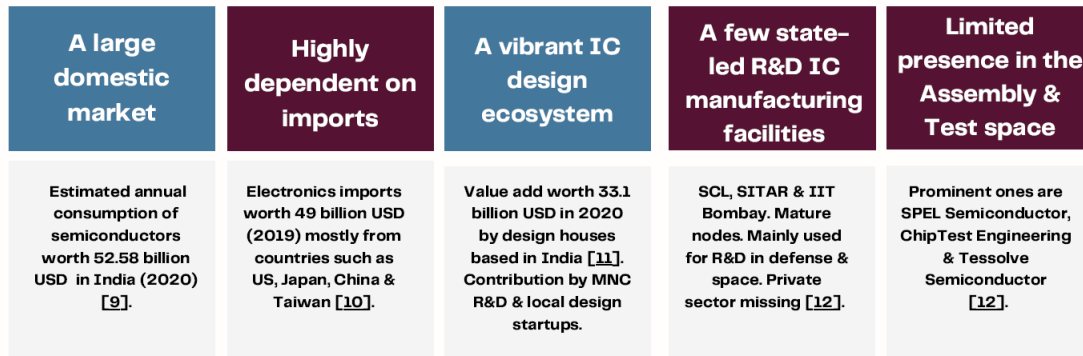 A large
domestic
market
Estimated annual
consumption of
semiconductors
worth 52.58 billion
USD in India (2020)
[9].
Highly
dependent on
imports
Electronics imports
worth 49 billion USD
(2019) mostly from
countries such as
US, Japan, China &
Taiwan [10].
A vibrant IC
design
ecosystem
Value add worth 33.1
billion USD in 2020
by design houses
based in India [11].
Contribution by MNC
R&D & local design
startups.
A few state-
led R&D IC
manufacturing
facilities
SCL, SITAR & IIT
Bombay. Mature
nodes. Mainly used
for R&D in defense &
space. Private
sector missing [12].
Limited
presence in the
Assembly &
Test space
Prominent ones are
SPEL Semiconductor,
ChipTest Engineering
& Tessolve
Semiconductor
[12].